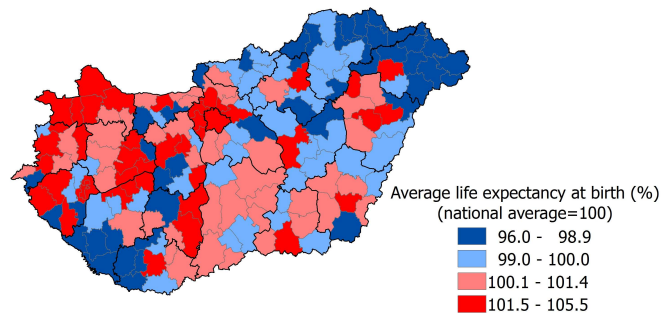 Average life expectancy at birth (%)
(national average=100)
96.0 - 98.9
99.0 - 100.0
100.1 - 101.4
101.5 - 105.5